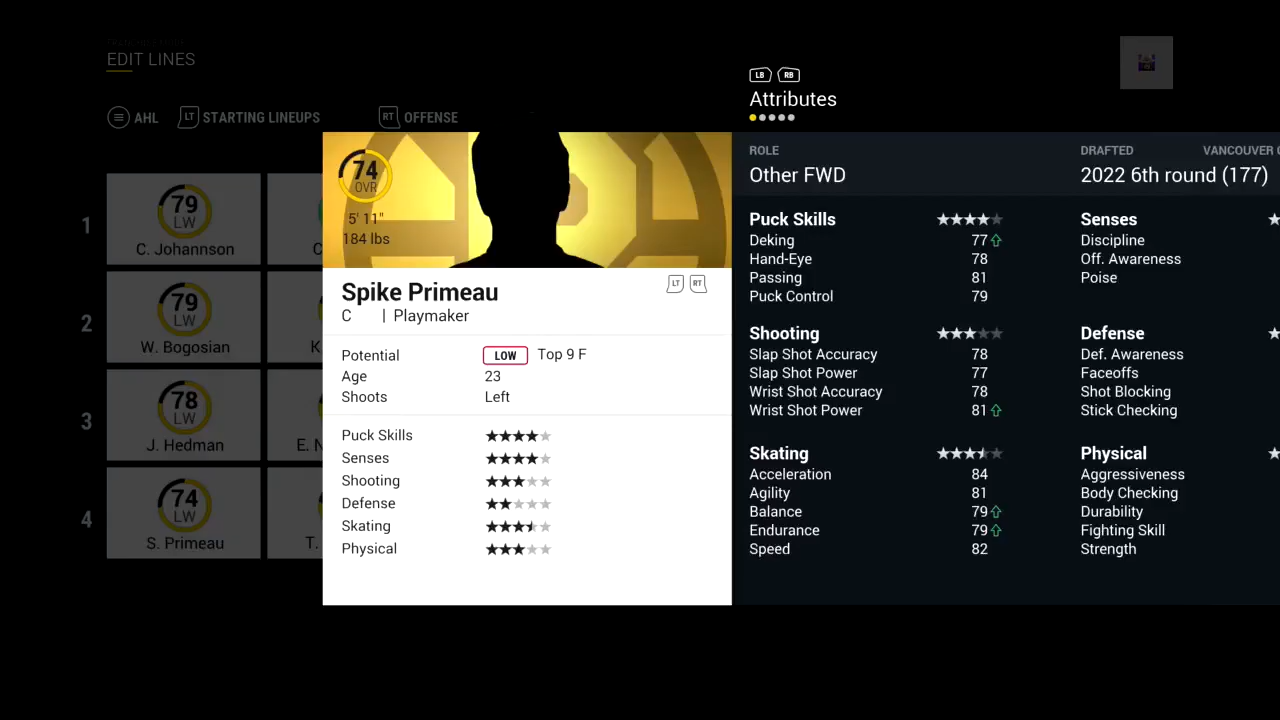 EDIT LINES
AHL
LT
STARTING LINEUPS
RT
OFFENSE
1
79
LW
C. Johannson
C
2
79
LW
W. Bogosian
K
3
78
LW
J. Hedman
E. N
4
74
LW
S. Primeau
T.
74
OVR
5' 11"
184 lbs
Spike Primeau
LT RT
C | Playmaker
Potential LOW Top 9 F
Age 23
Shoots Left
Puck Skills
Senses
Shooting
Defense
Skating
Physical
LB RB
Attributes
ROLE
Other FWD
DRAFTED VANCOUVER
2022 6th round (177)
Puck Skills
Deking 77
Hand-Eye 78
Passing 81
Puck Control 79
Shooting
Slap Shot Accuracy 78
Slap Shot Power 77
Wrist Shot Accuracy 78
Wrist Shot Power 81
Skating
Acceleration 84
Agility 81
Balance 79
Endurance 79
Speed 82
Senses
Discipline
Off. Awareness
Poise
Defense
Def. Awareness
Faceoffs
Shot Blocking
Stick Checking
Physical
Aggressiveness
Body Checking
Durability
Fighting Skill
Strength